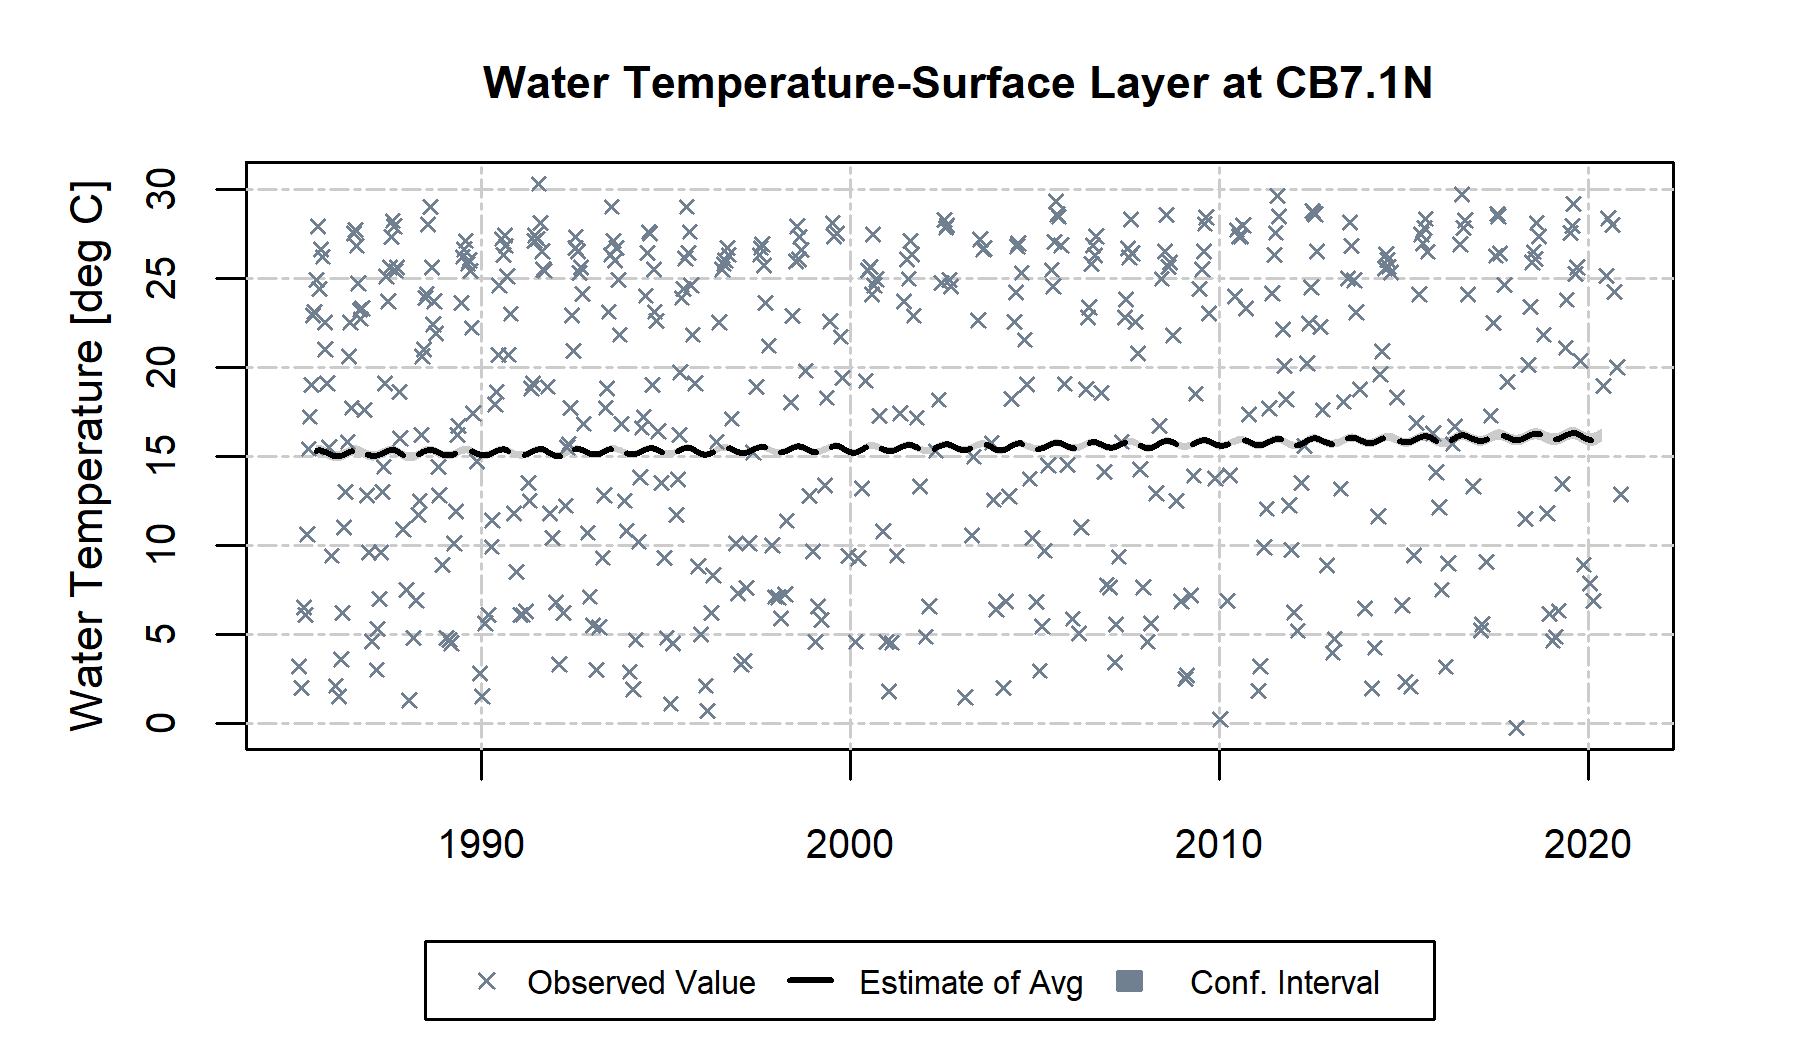 Water Temperature-Surface Layer at CB7.1N
Water Temperature [deg C]
30
25
20
15
10
5
0
1990 2000 2010 2020
Observed Value Estimate of Avg Conf. Interval